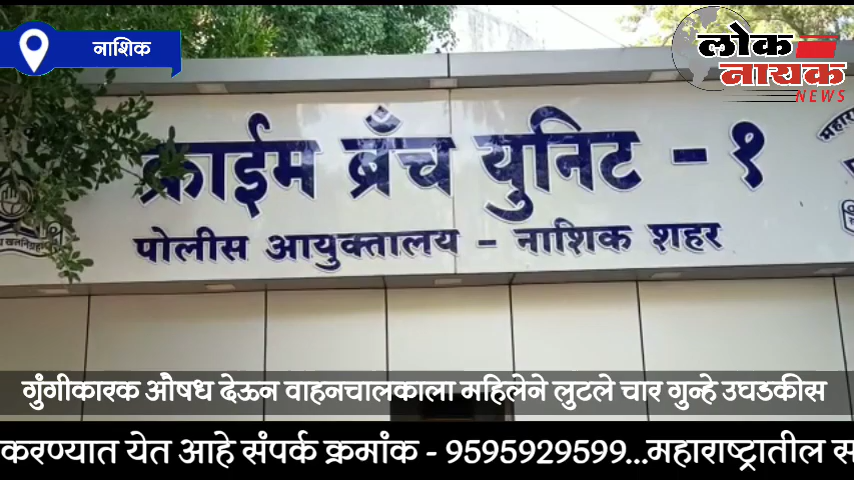 नाशिक
लोक
नायक
NEWS
क्राईम ब्रँच युनिट - १
पोलीस आयुक्तालय - नाशिक शहर
गुंगीकारक औषध देऊन वाहनचालकाला महिलेने लुटले चार गुन्हे उघडकीस
करण्यात येत आहे संपर्क क्रमांक - 9595929599...महाराष्ट्रातील स